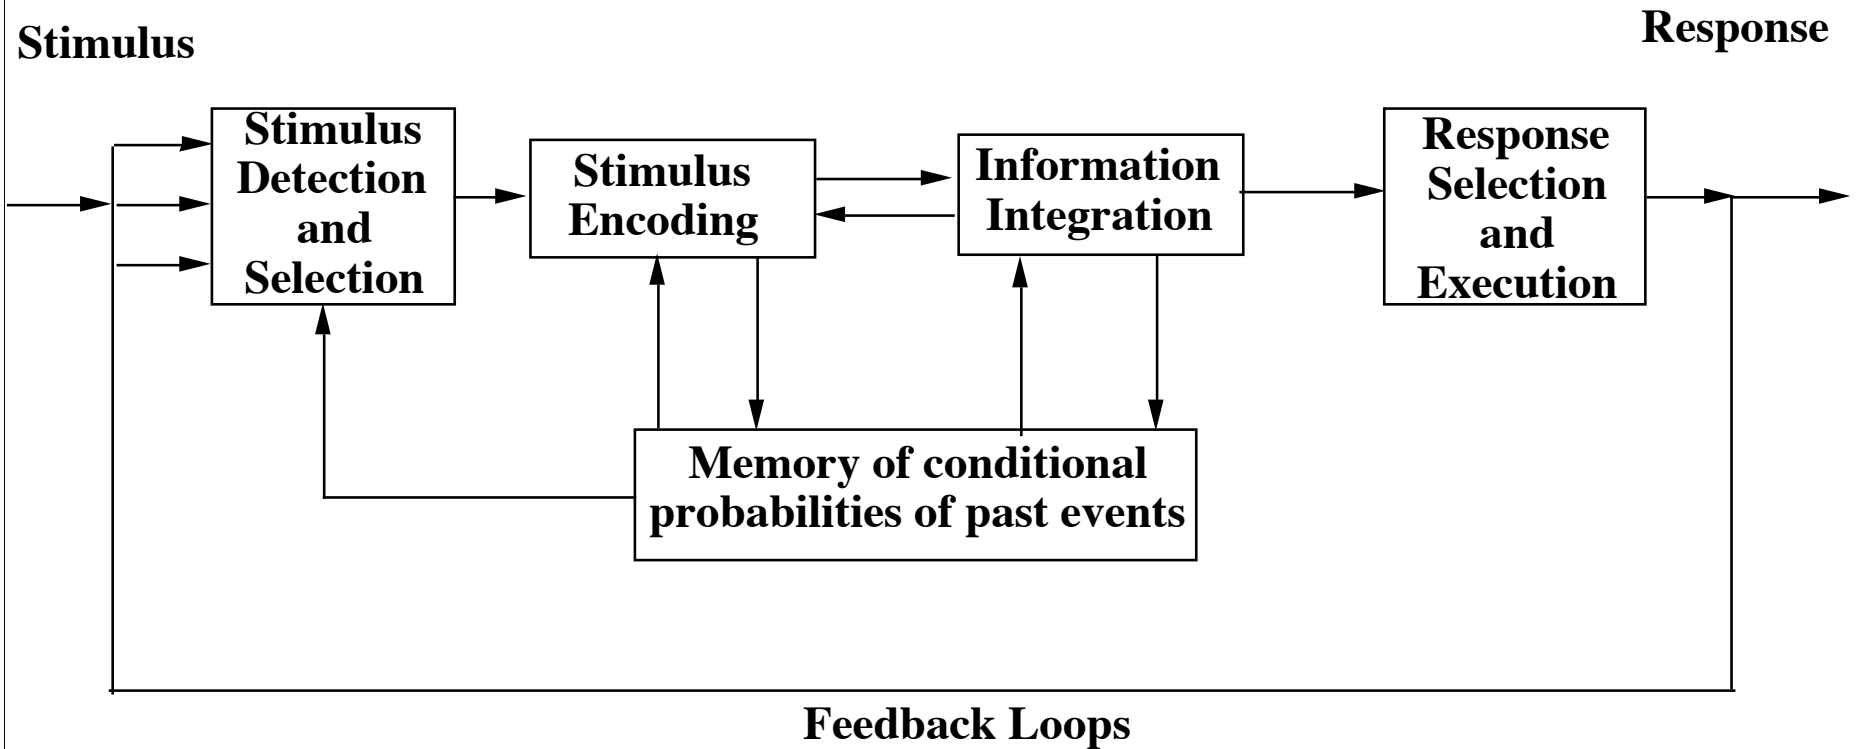 Stimulus
Response
Stimulus
Detection
and
Selection
Stimulus
Encoding
Information
Integration
Response
Selection
and
Execution
Memory of conditional
probabilities of past events
Feedback Loops